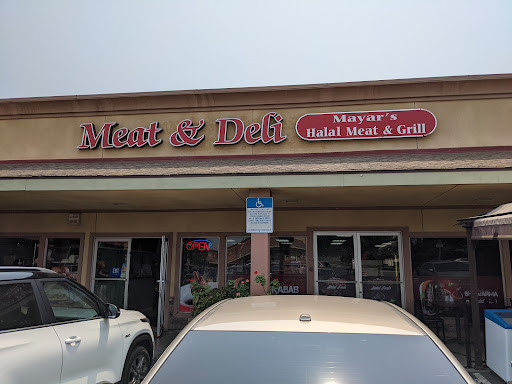 Meat & Deli
Mayar's
Halal Meat & Grill
OPEN
KABAB
SHAWARMA